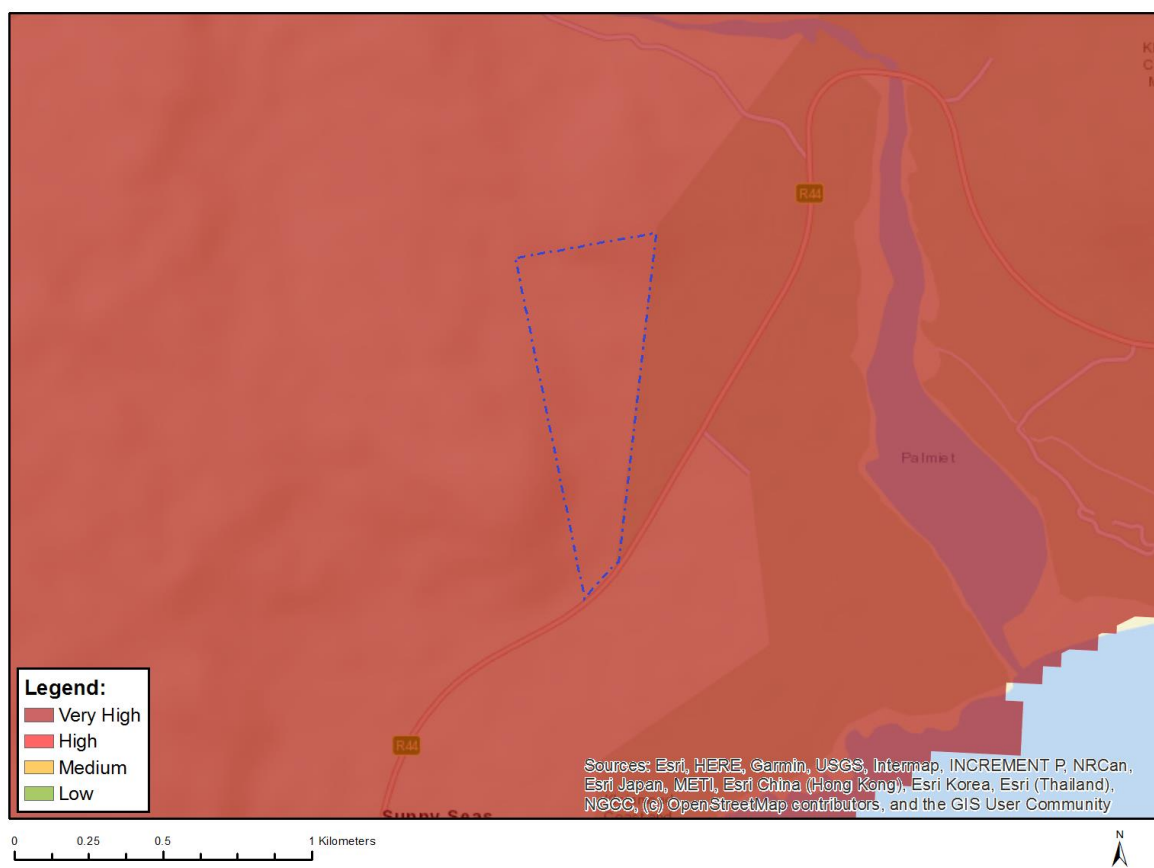 R44
Palmiet
R44
Sunny Seas
Legend:
Very High
High
Medium
Low
Sources: Esri, HERE, Garmin, USGS, Intermap, INCREMENT P, NRCan,
Esri Japan, METI, Esri China (Hong Kong), Esri Korea, Esri (Thailand),
NGCC, (c) OpenStreetMap contributors, and the GIS User Community
0 0.25 0.5 1 Kilometers
N